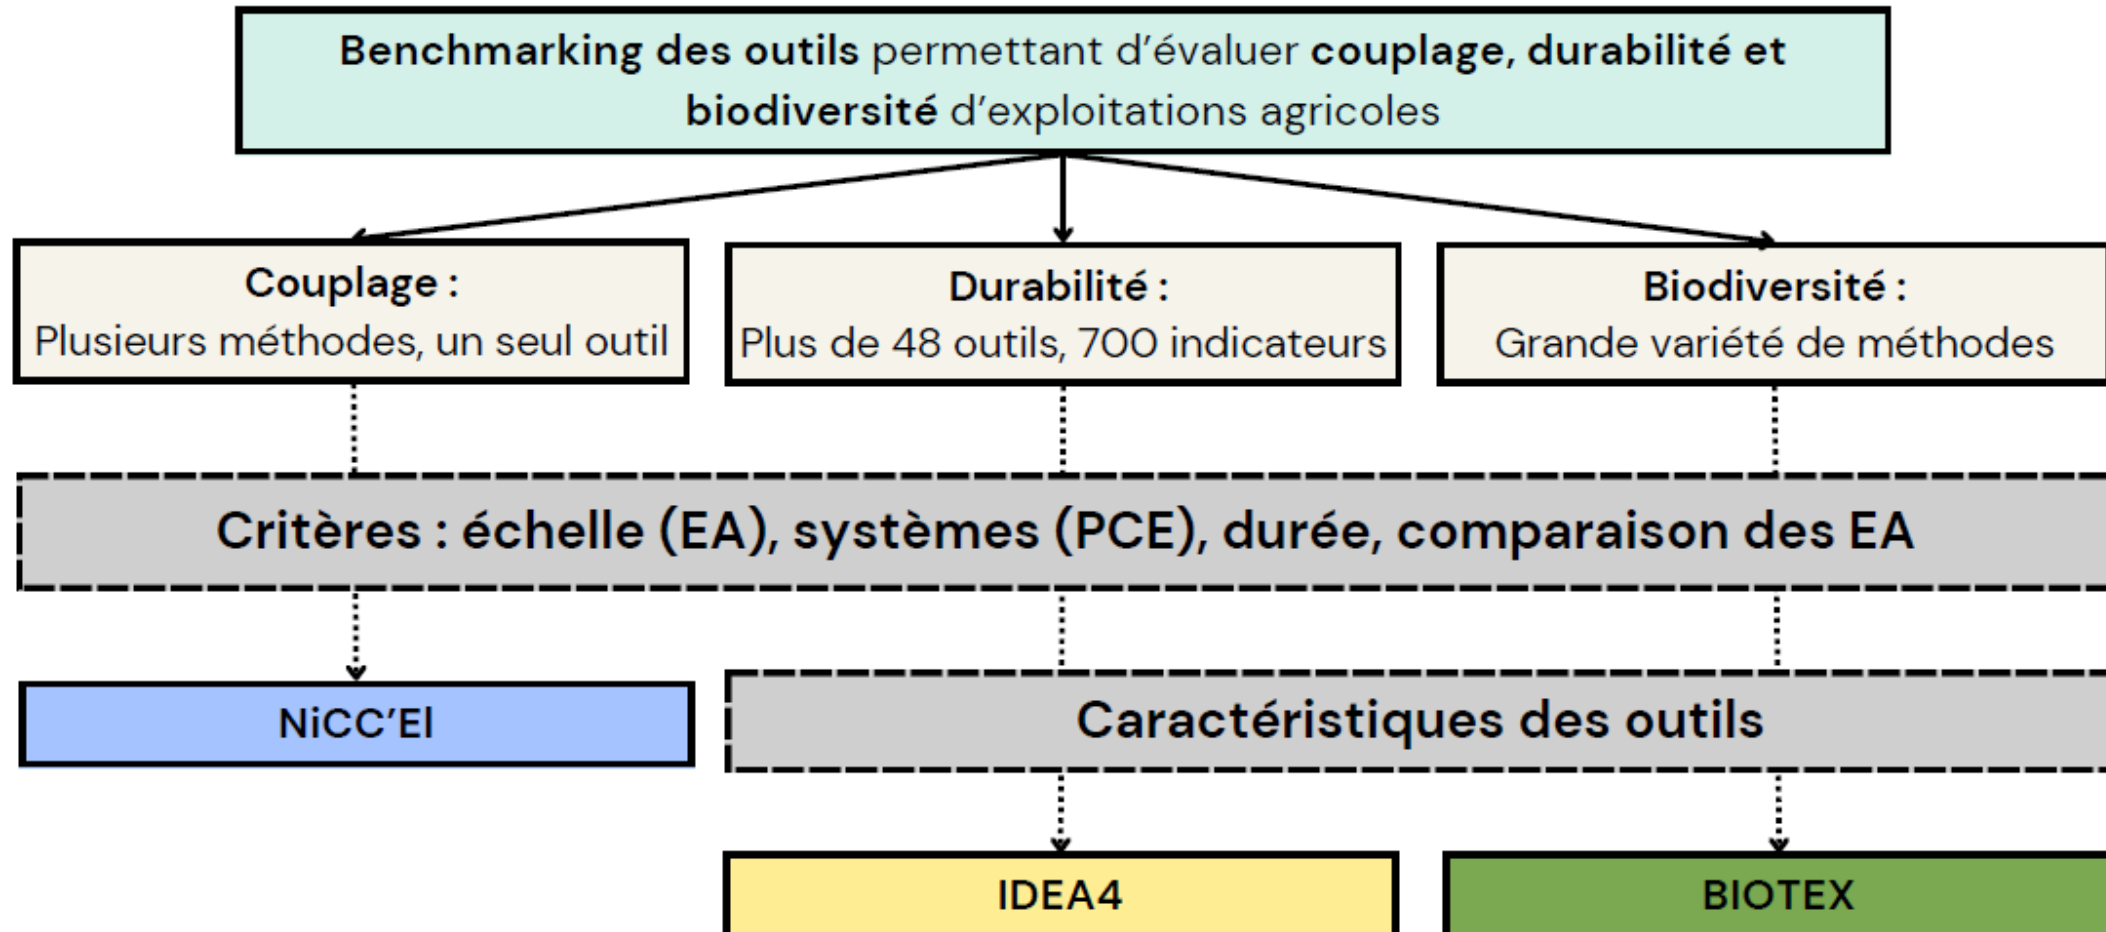 Benchmarking des outils permettant d'évaluer couplage, durabilité et
biodiversité d'exploitations agricoles
Couplage :
Plusieurs méthodes, un seul outil
Durabilité :
Plus de 48 outils, 700 indicateurs
Biodiversité :
Grande variété de méthodes
Critères : échelle (EA), systèmes (PCE), durée, comparaison des EA
NiCC'El
Caractéristiques des outils
IDEA4
BIOTEX